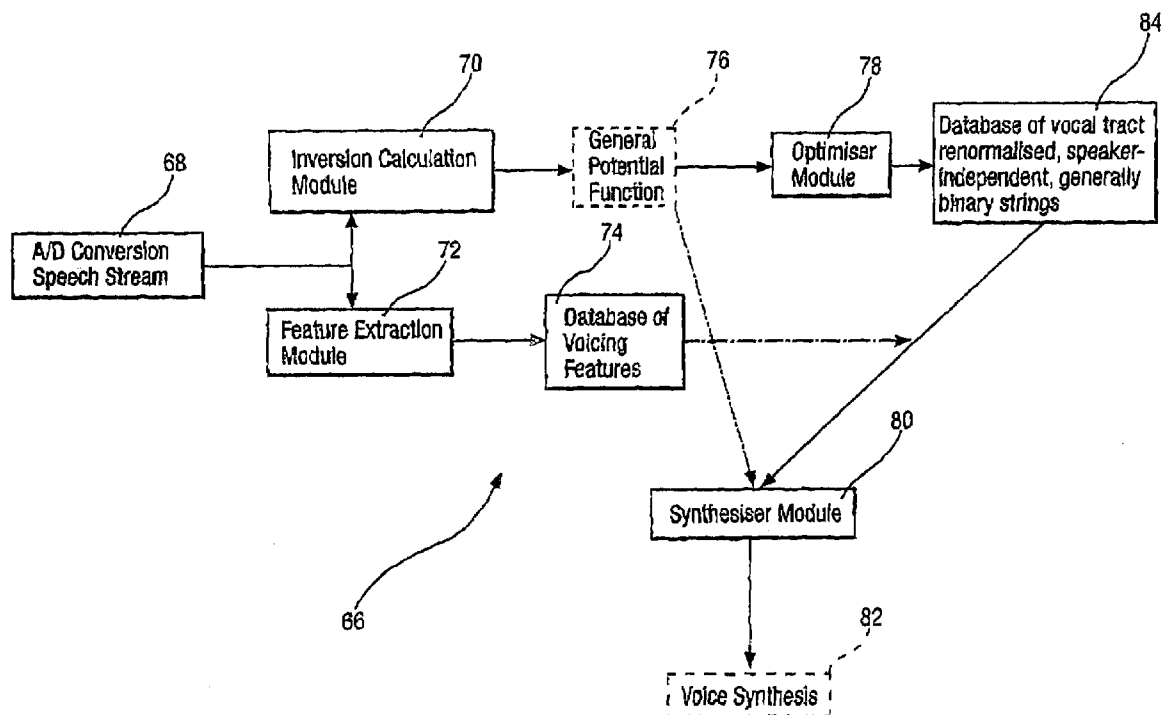 84
70
76
78
Inversion Calculation
Module
General
Potential
Function
Optimiser
Module
Database of vocal tract
renormalised, speaker-
independent, generally
binary strings
68
A/D Conversion
Speech Stream
72
74
Feature Extraction
Module
Database of
Voicing
Features
80
Synthesiser Module
66
82
Voice Synthesis